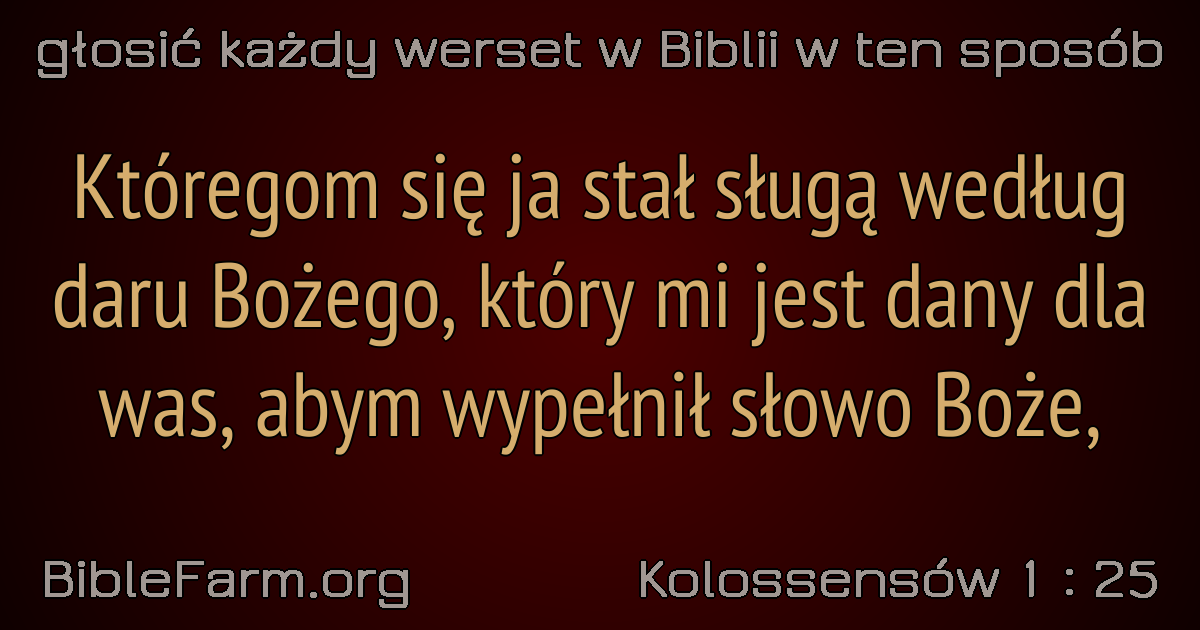 głosić każdy werset w Biblii w ten sposób
Któregom się ja stał sługą według
daru Bożego, który mi jest dany dla
was, abym wypełnił słowo Boże,
BibleFarm.org
Kolossensów 1 : 25